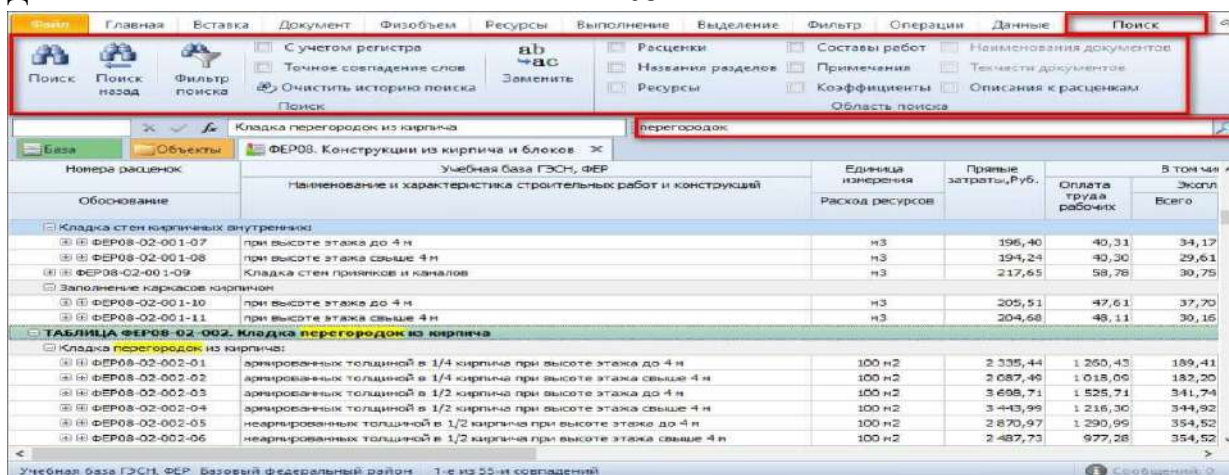 Файл Главная Вставка Документ Физобъем Ресурсы Выполнение Выделение Фильтр Операции Данные Поиск
С учетом регистра
Точное совпадение слов
Очистить историю поиска
Поиск
Поиск назад
Фильтр поиска
Поиск
ab
ac
Заменить
Расценки
Названия разделов
Ресурсы
Составы работ
Примечания
Коэффициенты
Наименования документов
Текчасти документов
Описания к расценкам
Область поиска
fx Кладка перегородок из кирпича перегородок
База Объекты ФЕР08. Конструкции из кирпича и блоков
Номера расценок Учебная база ГЭСН, ФЕР Единица измерения Прямые затраты,Руб. В том чи
Обоснование Наименование и характеристика строительных работ и конструкций Расход ресурсов Оплата труда рабочих Экспл
Всего
Кладка стен кирпичных внутренних:
ФЕР08-02-001-07 при высоте этажа до 4 м м3 196,40 40,31 34,17
ФЕР08-02-001-08 при высоте этажа свыше 4 м м3 194,24 40,30 29,61
ФЕР08-02-001-09 Кладка стен приямков и каналов м3 217,65 58,78 30,75
Заполнение каркасов кирпичом
ФЕР08-02-001-10 при высоте этажа до 4 м м3 205,51 47,61 37,70
ФЕР08-02-001-11 при высоте этажа свыше 4 м м3 204,68 48,11 30,16
ТАБЛИЦА ФЕР08-02-002. Кладка перегородок из кирпича
Кладка перегородок из кирпича:
ФЕР08-02-002-01 армированных толщиной в 1/4 кирпича при высоте этажа до 4 м 100 м2 2 335,44 1 260,43 189,41
ФЕР08-02-002-02 армированных толщиной в 1/4 кирпича при высоте этажа свыше 4 м 100 м2 2 087,49 1 018,09 182,20
ФЕР08-02-002-03 армированных толщиной в 1/2 кирпича при высоте этажа до 4 м 100 м2 3 698,71 1 525,71 341,74
ФЕР08-02-002-04 армированных толщиной в 1/2 кирпича при высоте этажа свыше 4 м 100 м2 3 443,99 1 216,30 344,92
ФЕР08-02-002-05 неармированных толщиной в 1/2 кирпича при высоте этажа до 4 м 100 м2 2 870,97 1 290,99 354,52
ФЕР08-02-002-06 неармированных толщиной в 1/2 кирпича при высоте этажа свыше 4 м 100 м2 2 487,73 977,28 354,52
Учебная база ГЭСН, ФЕР Базовый федеральный район 1-е из 55-и совпадений Сообщений: 0